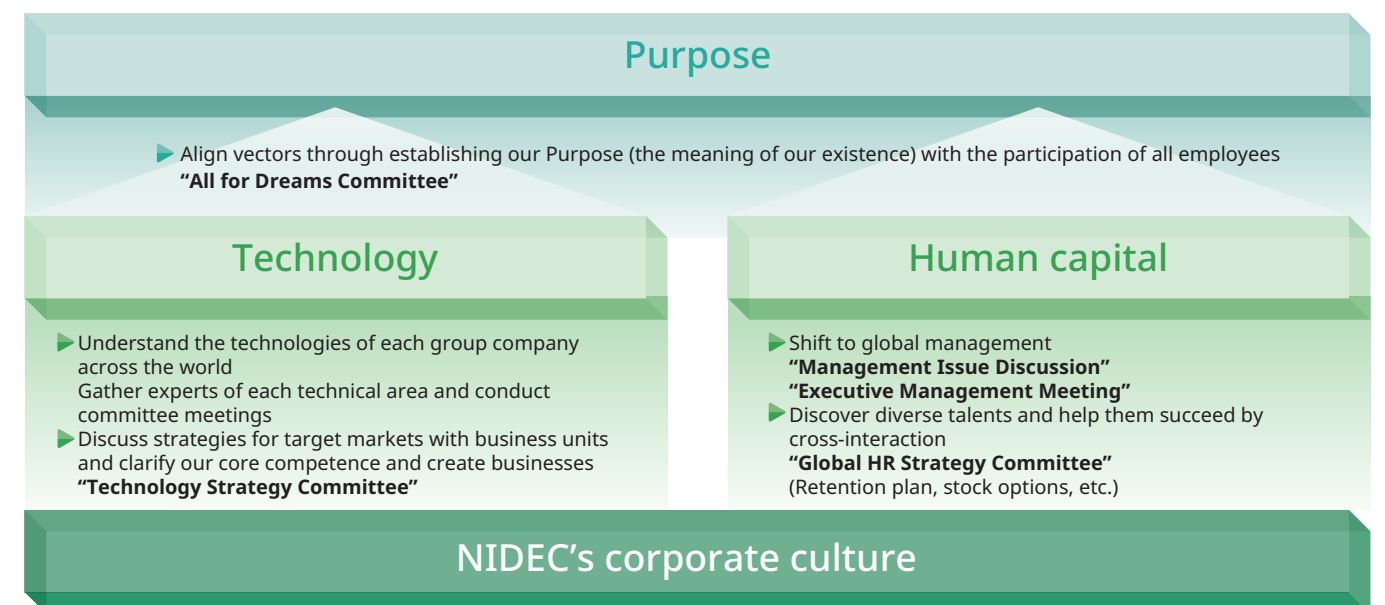 Purpose
Align vectors through establishing our Purpose (the meaning of our existence) with the participation of all employees
“All for Dreams Committee”
Technology
Understand the technologies of each group company
across the world
Gather experts of each technical area and conduct
committee meetings
Discuss strategies for target markets with business units
and clarify our core competence and create businesses
“Technology Strategy Committee”
Human capital
Shift to global management
“Management Issue Discussion”
“Executive Management Meeting”
Discover diverse talents and help them succeed by
cross-interaction
“Global HR Strategy Committee”
(Retention plan, stock options, etc.)
NIDEC’s corporate culture